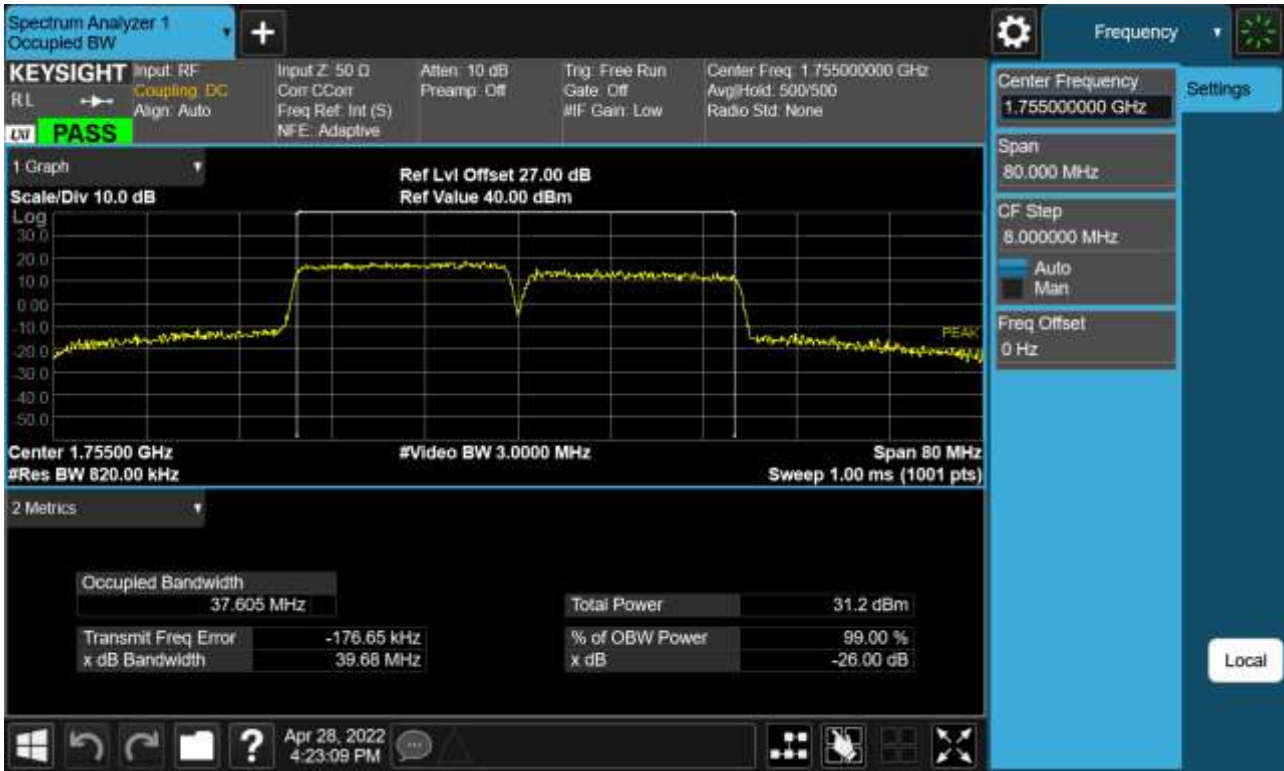 Spectrum Analyzer 1
Occupied BW
Frequency
KEYSIGHT
RL
PASS
Input: RF
Coupling: DC
Align: Auto
Input Z: 50 Ω
Corr CCorr
Freq Ref: Int (S)
NFE: Adaptive
Atten: 10 dB
Preamp: Off
Trig: Free Run
Gate: Off
#IF Gain: Low
Center Freq: 1.755000000 GHz
Avg|Hold: 500/500
Radio Std: None
Center Frequency
1.755000000 GHz
Settings
Span
80.000 MHz
CF Step
8.000000 MHz
Auto
Man
Freq Offset
0 Hz
Local
1 Graph
Scale/Div 10.0 dB
Ref Lvl Offset 27.00 dB
Ref Value 40.00 dBm
Log
30.0
20.0
10.0
0.00
-10.0
-20.0
-30.0
-40.0
-50.0
PEAK
Center 1.75500 GHz
#Video BW 3.0000 MHz
Span 80 MHz
#Res BW 820.00 kHz
Sweep 1.00 ms (1001 pts)
2 Metrics
Occupied Bandwidth
37.605 MHz
Total Power 31.2 dBm
Transmit Freq Error -176.65 kHz
% of OBW Power 99.00 %
x dB Bandwidth 39.68 MHz
x dB -26.00 dB
Apr 28, 2022
4:23:09 PM